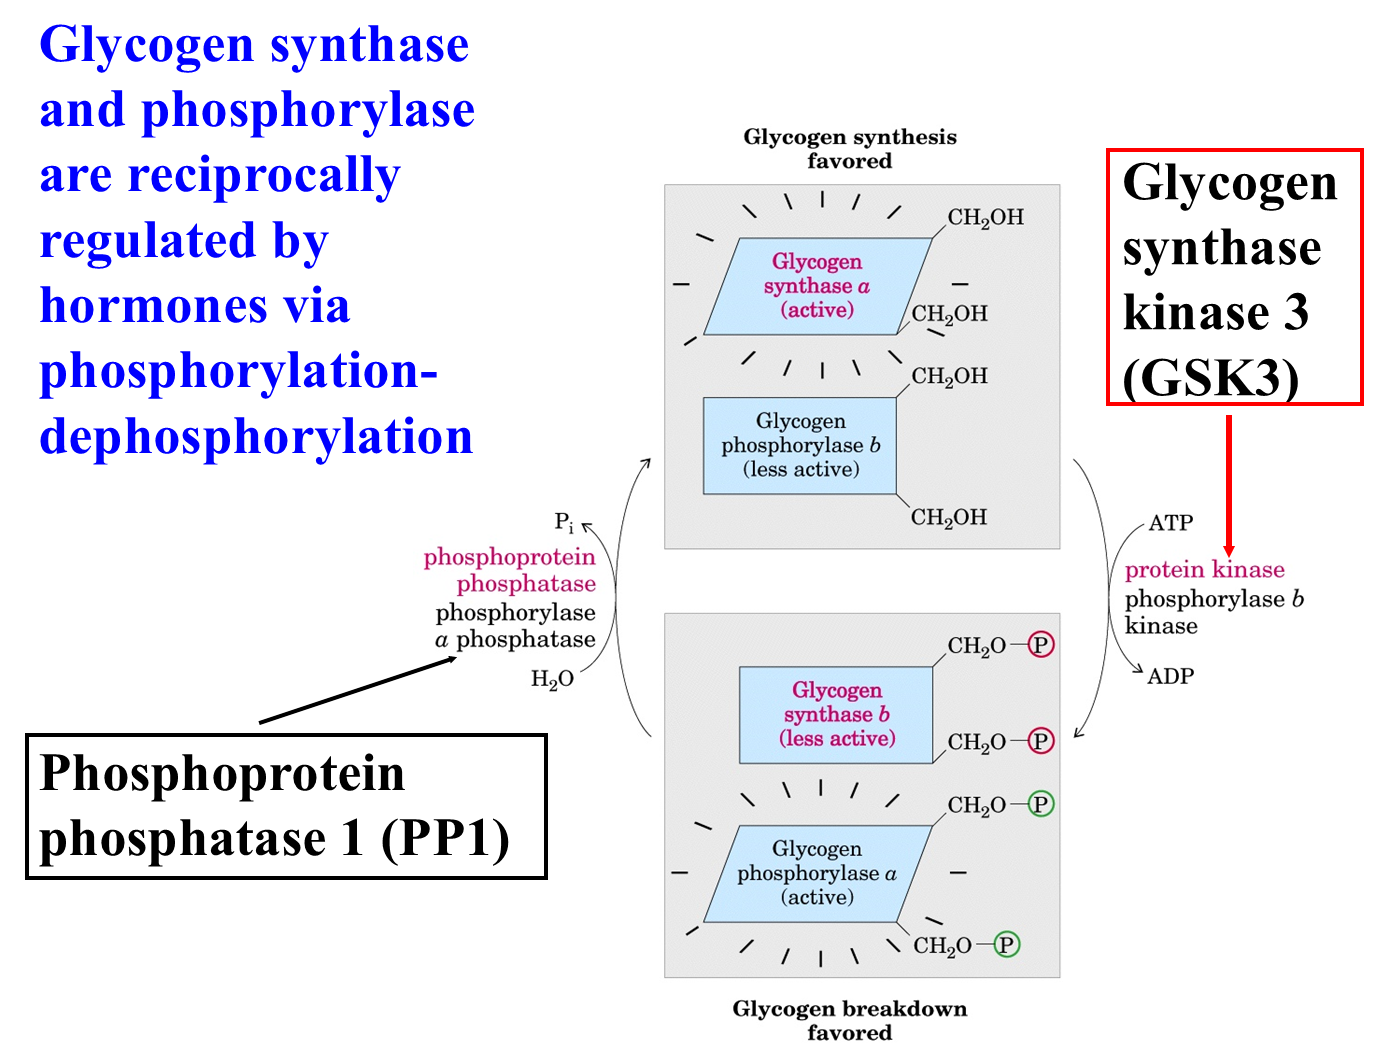 Glycogen synthase
and phosphorylase
are reciprocally
regulated by
hormones via
phosphorylation-
dephosphorylation
Glycogen synthesis
favored
CH₂OH
Glycogen
synthase a
(active)
CH₂OH
CH₂OH
Glycogen
phosphorylase b
(less active)
CH₂OH
Glycogen
synthase
kinase 3
(GSK3)
Pᵢ
phosphoprotein
phosphatase
phosphorylase
a phosphatase
H₂O
ATP
protein kinase
phosphorylase b
kinase
ADP
CH₂O—P
Glycogen
synthase b
(less active)
CH₂O—P
CH₂O—P
Glycogen
phosphorylase a
(active)
CH₂O—P
Phosphoprotein
phosphatase 1 (PP1)
Glycogen breakdown
favored